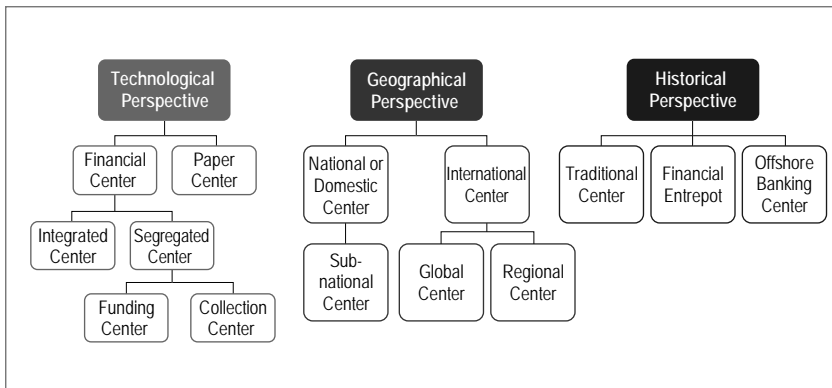 Technological
Perspective
Geographical
Perspective
Historical
Perspective
Financial
Center
Paper
Center
National or
Domestic
Center
International
Center
Traditional
Center
Financial
Entrepot
Offshore
Banking
Center
Integrated
Center
Segregated
Center
Sub-
national
Center
Global
Center
Regional
Center
Funding
Center
Collection
Center